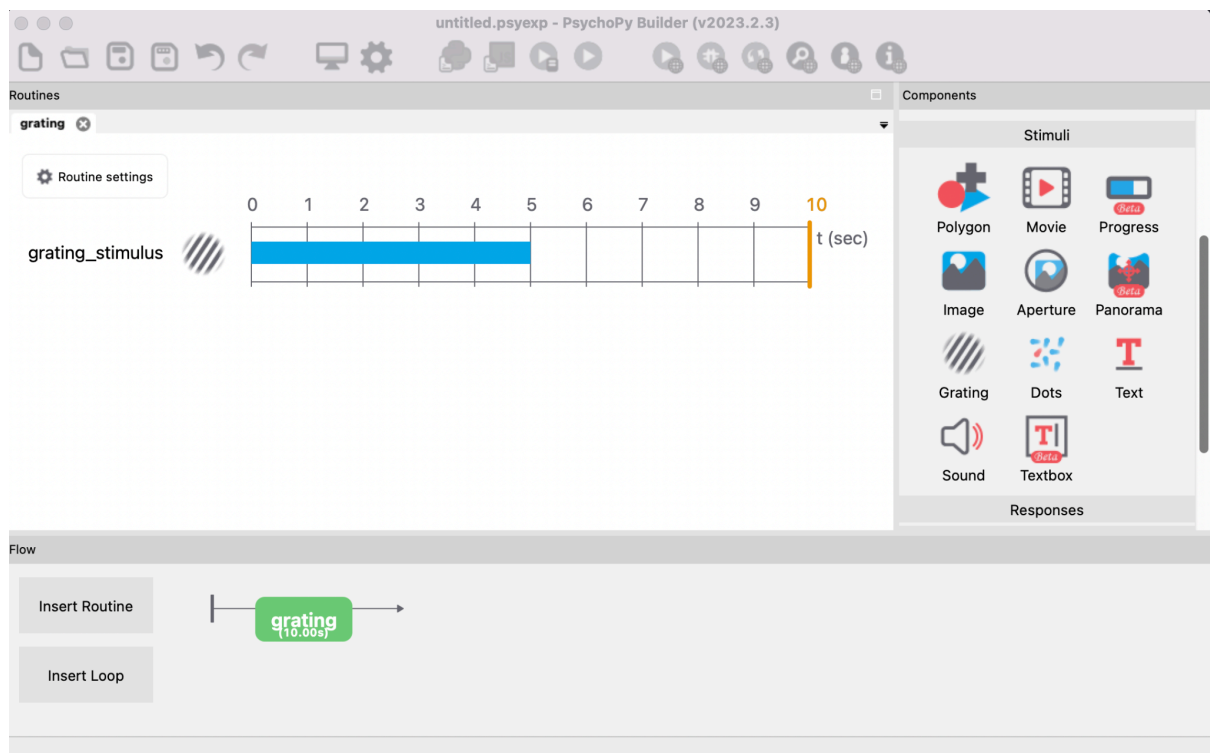 untitled.psyexp - PsychoPy Builder (v2023.2.3)
Routines
grating
Routine settings
0 1 2 3 4 5 6 7 8 9 10
t (sec)
grating_stimulus
Components
Stimuli
Polygon Movie Progress
Beta
Image Aperture Panorama
Beta
Grating Dots Text
Sound Textbox
Beta
Responses
Flow
Insert Routine
grating
(10.00s)
Insert Loop